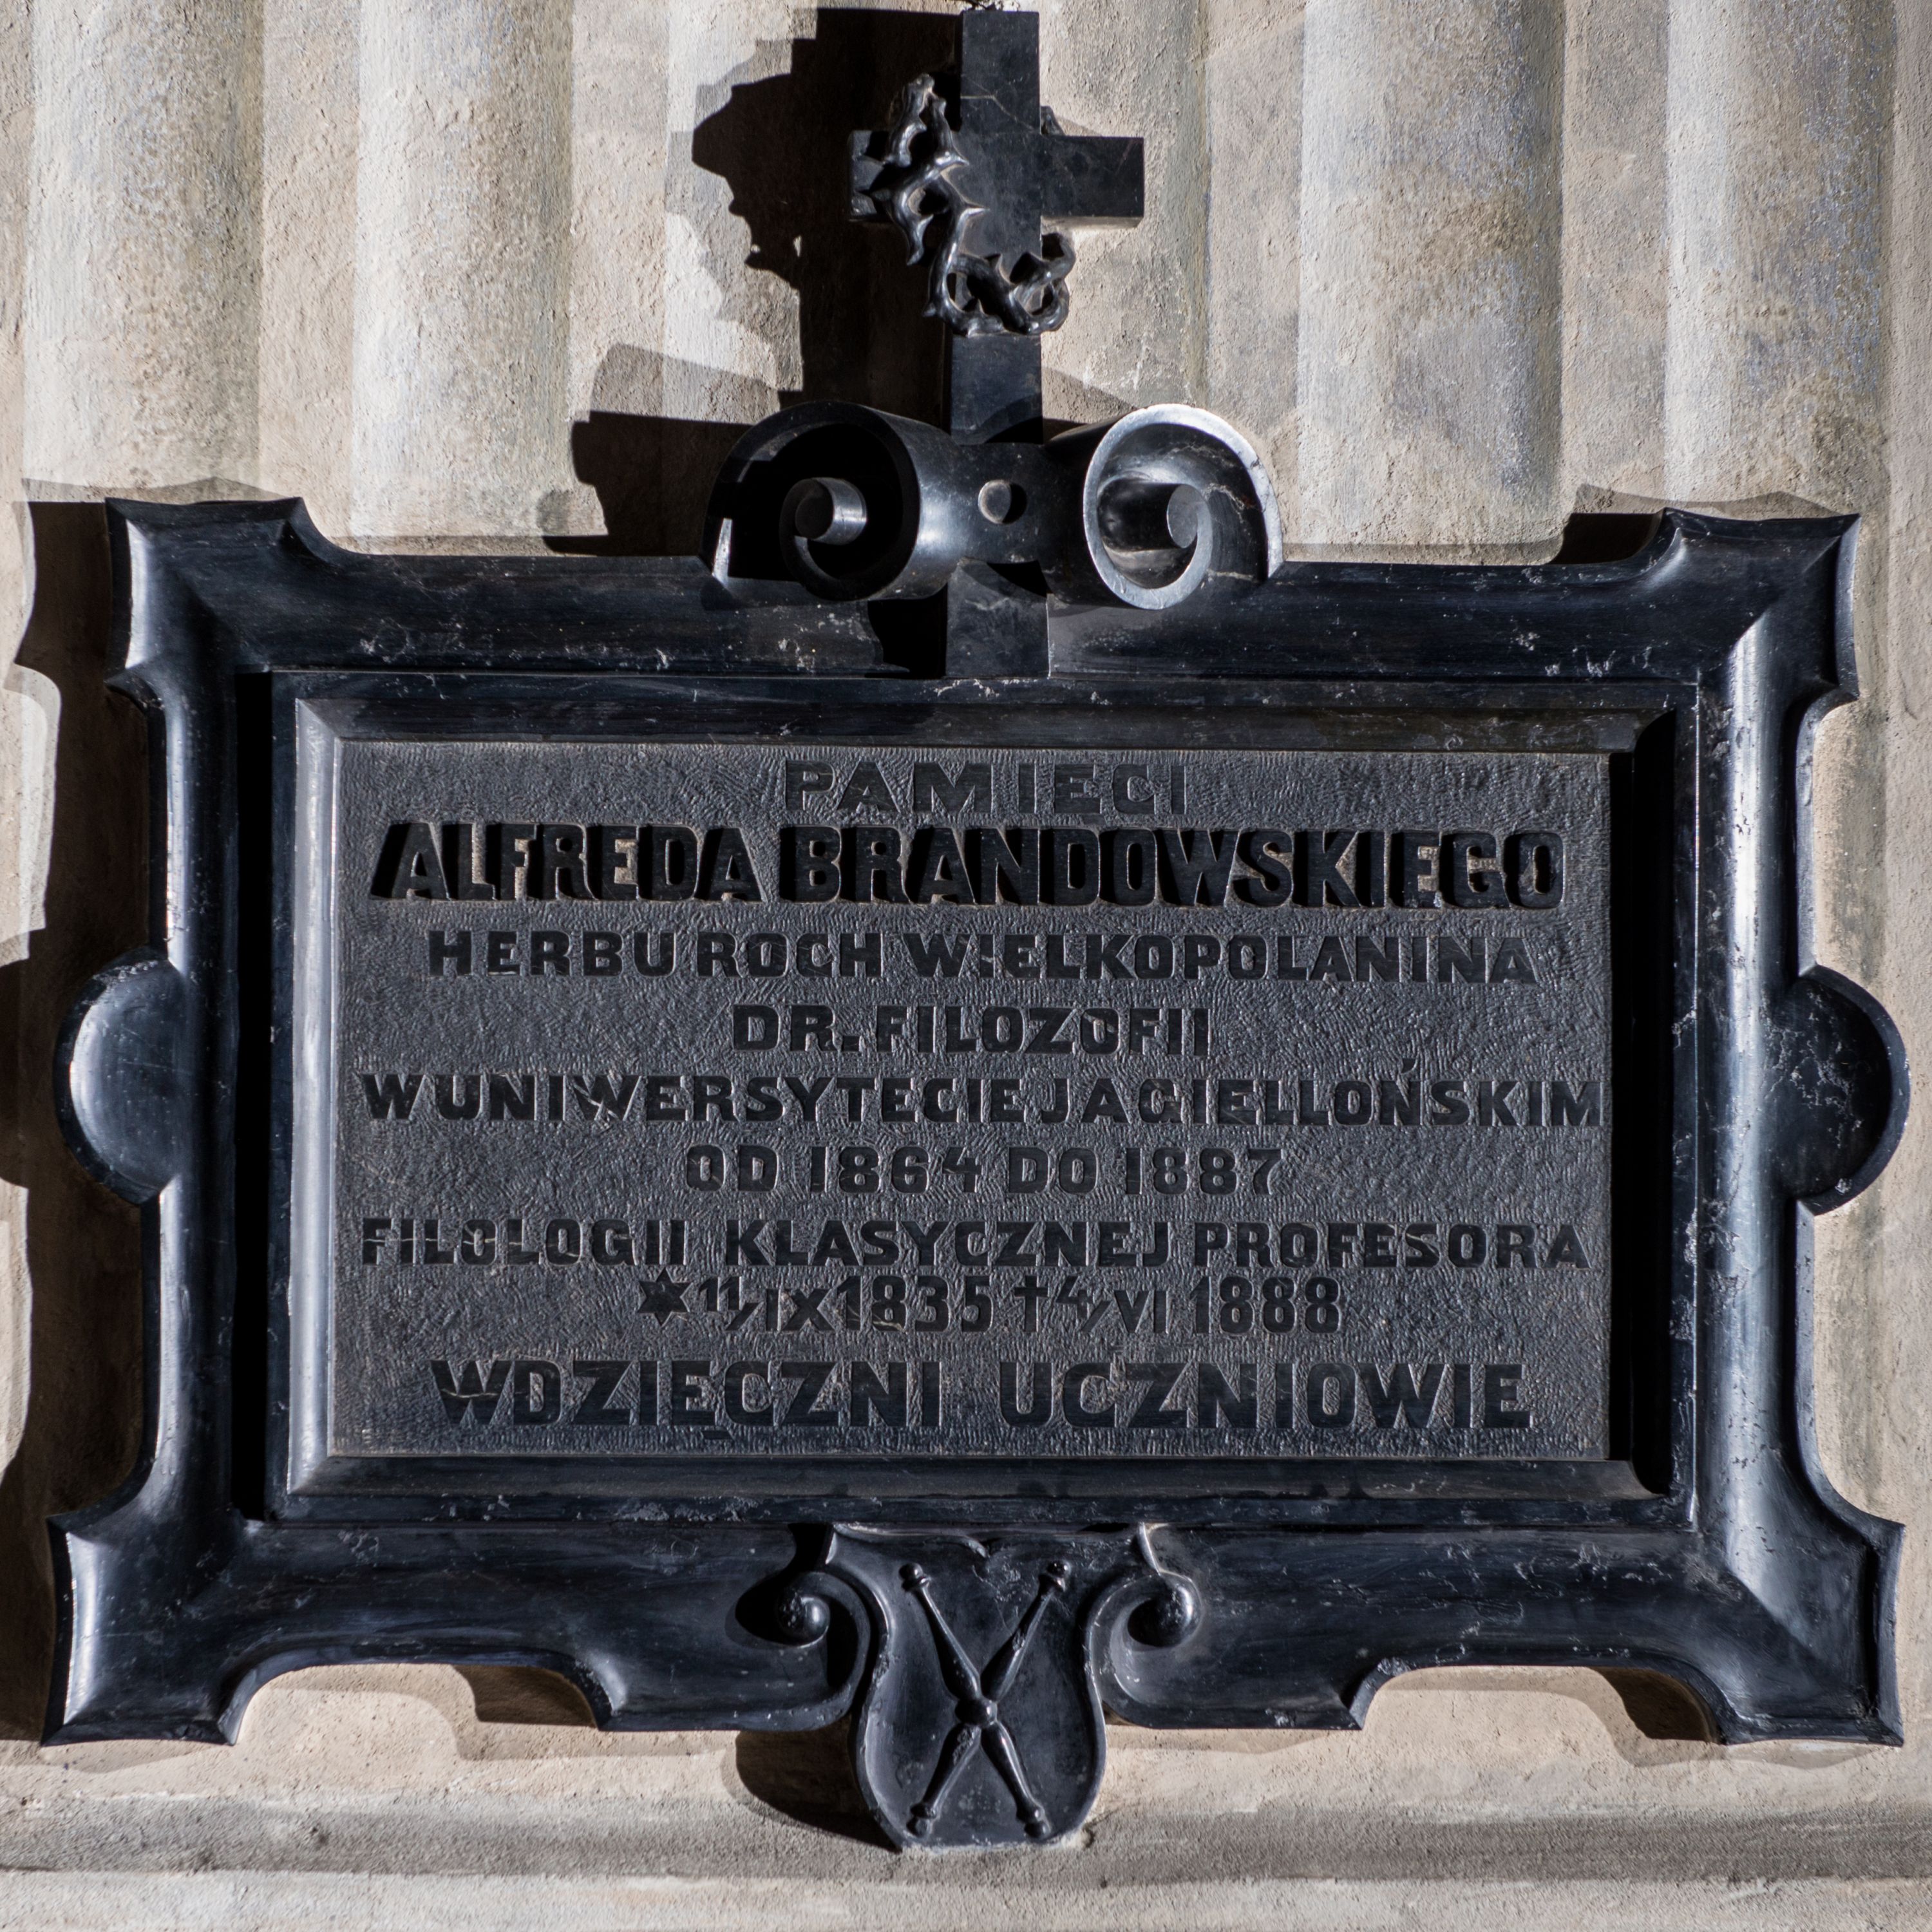 PAMIĘCI
ALFREDA BRANDOWSKIEGO
HERBU ROCH WIELKOPOLANINA
DR. FILOZOFII
W UNIWERSYTECIE JAGIELLOŃSKIM
OD 1864 DO 1887
FILOLOGII KLASYCZNEJ PROFESORA
✶ 11/IX 1835 † 4/VI 1888
WDZIĘCZNI UCZNIOWIE